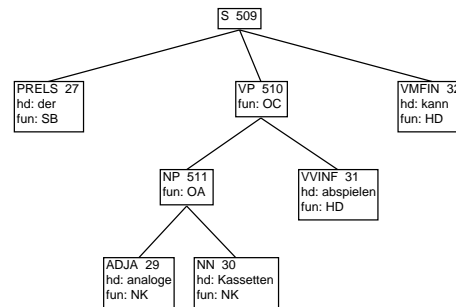 S 509
PRELS 27
hd: der
fun: SB
VP 510
fun: OC
VMFIN 32
hd: kann
fun: HD
NP 511
fun: OA
VVINF 31
hd: abspielen
fun: HD
ADJA 29
hd: analoge
fun: NK
NN 30
hd: Kassetten
fun: NK